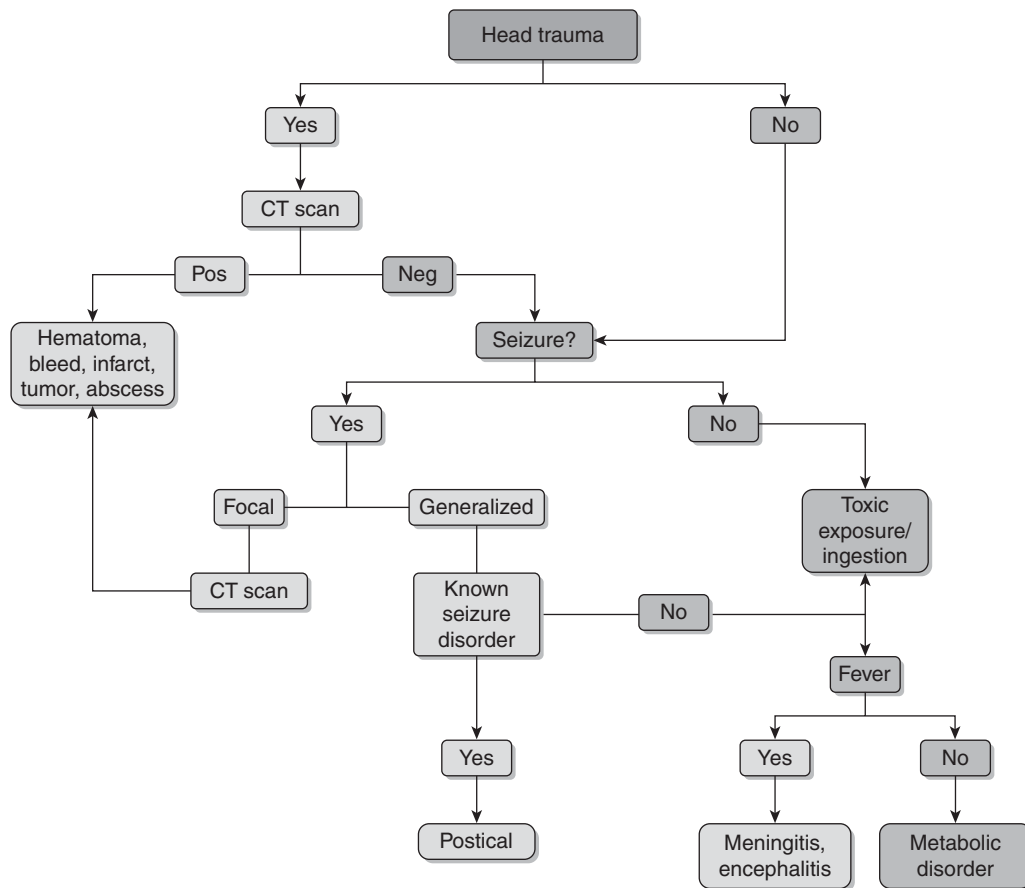 Head trauma
Yes
No
CT scan
Pos
Neg
Hematoma,
bleed, infarct,
tumor, abscess
Seizure?
Yes
No
Focal
Generalized
Toxic
exposure/
ingestion
CT scan
Known
seizure
disorder
No
Fever
Yes
Yes
No
Postical
Meningitis,
encephalitis
Metabolic
disorder